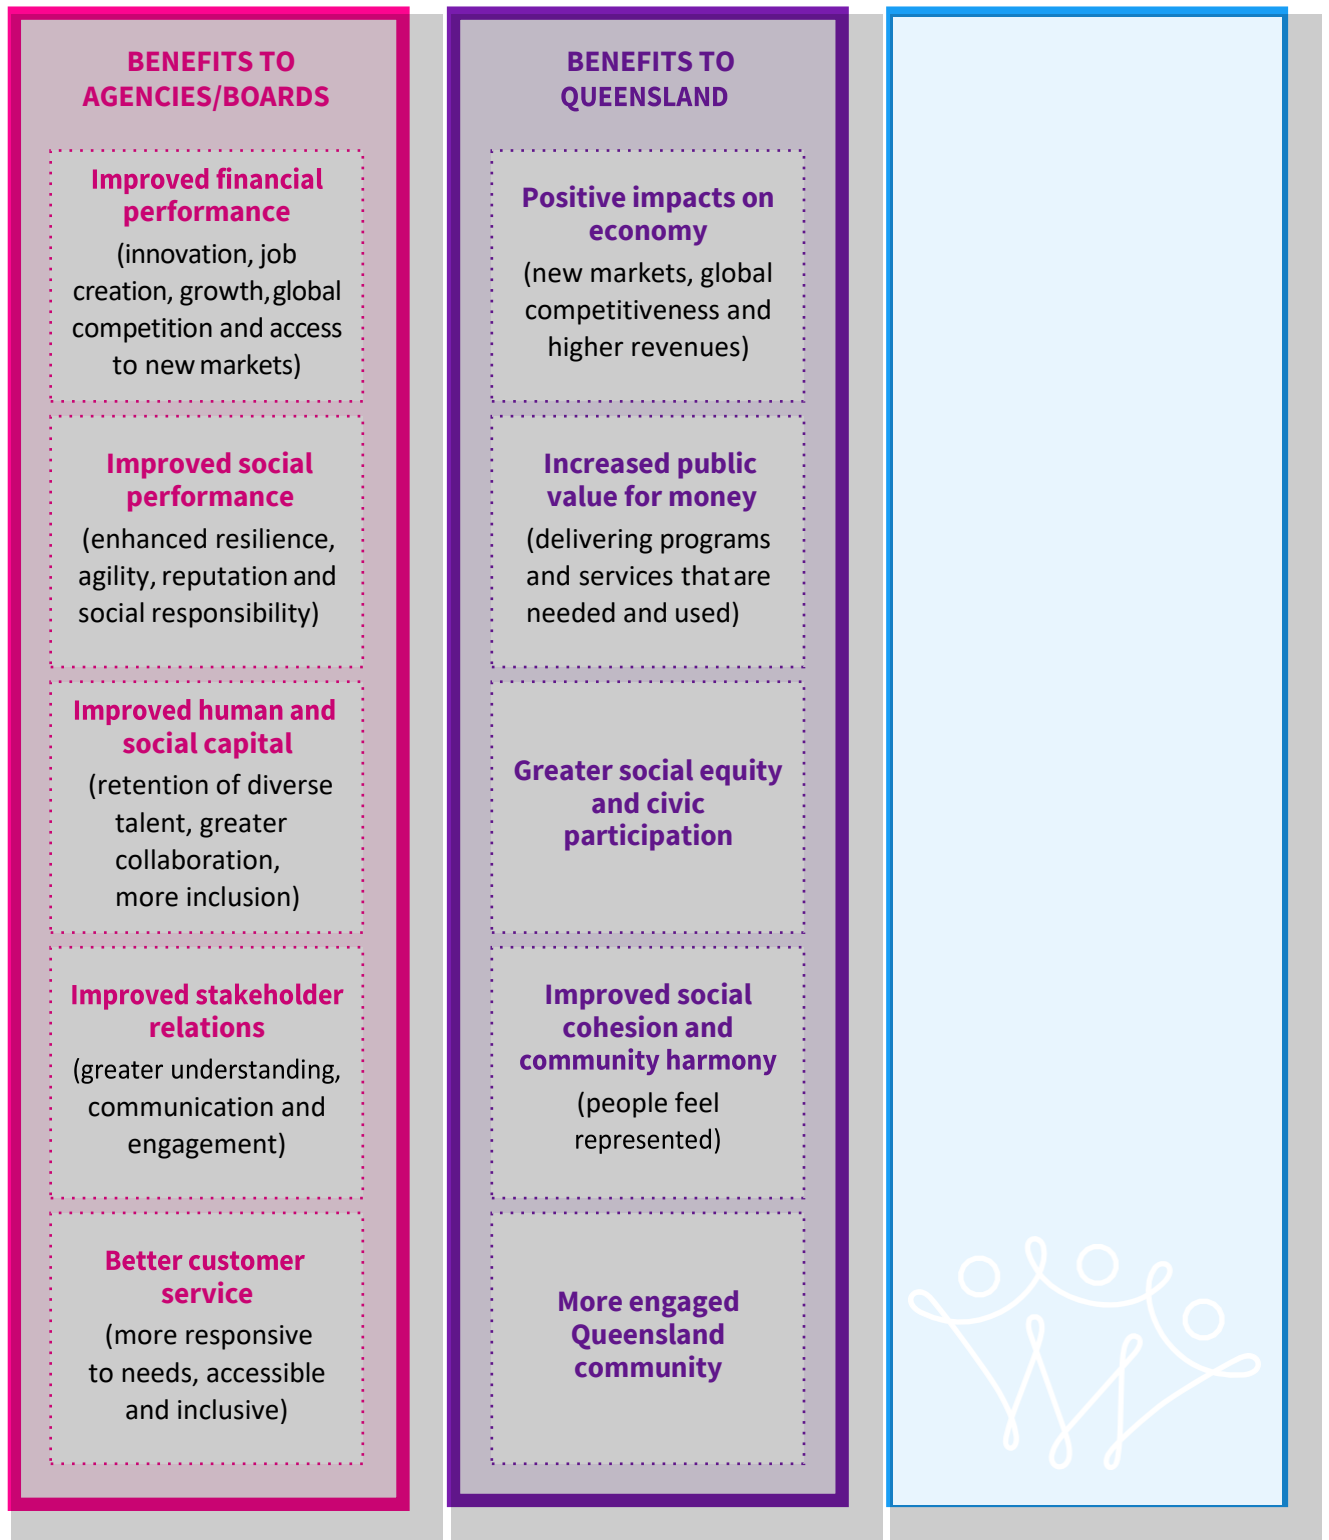 BENEFITS TO
AGENCIES/BOARDS
Improved financial
performance
(innovation, job
creation, growth, global
competition and access
to new markets)
Improved social
performance
(enhanced resilience,
agility, reputation and
social responsibility)
Improved human and
social capital
(retention of diverse
talent, greater
collaboration,
more inclusion)
Improved stakeholder
relations
(greater understanding,
communication and
engagement)
Better customer
service
(more responsive
to needs, accessible
and inclusive)
BENEFITS TO
QUEENSLAND
Positive impacts on
economy
(new markets, global
competitiveness and
higher revenues)
Increased public
value for money
(delivering programs
and services that are
needed and used)
Greater social equity
and civic
participation
Improved social
cohesion and
community harmony
(people feel
represented)
More engaged
Queensland
community